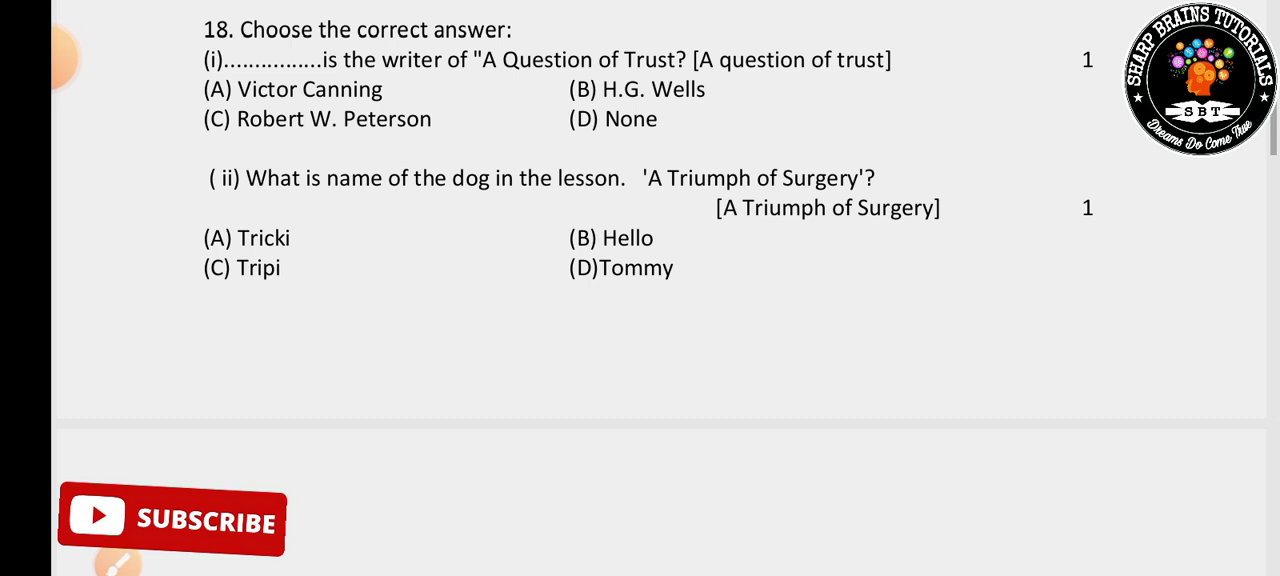 18. Choose the correct answer:
(i)................is the writer of "A Question of Trust? [A question of trust] 1
(A) Victor Canning (B) H.G. Wells
(C) Robert W. Peterson (D) None
( ii) What is name of the dog in the lesson. 'A Triumph of Surgery'?
[A Triumph of Surgery] 1
(A) Tricki (B) Hello
(C) Tripi (D)Tommy
SHARP BRAINS TUTORIALS
SBT
Dreams Do Come True
SUBSCRIBE